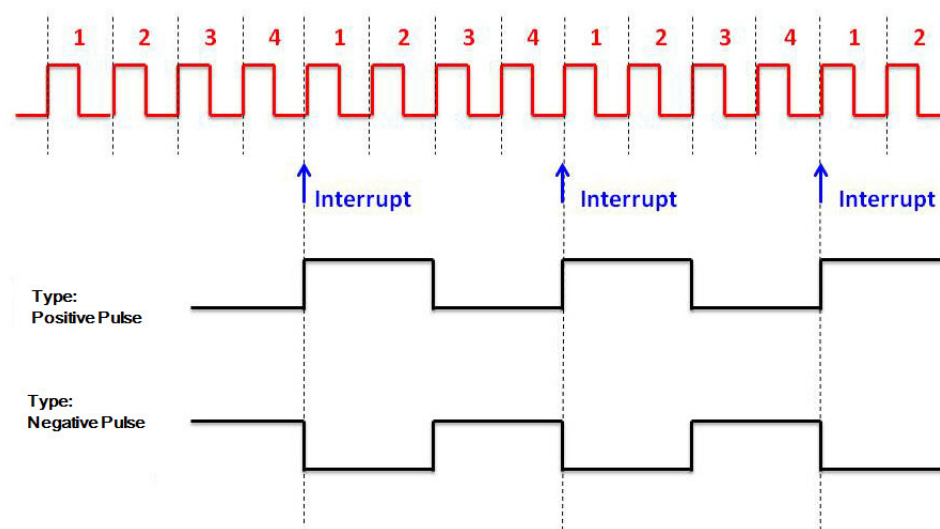 1 2 3 4 1 2 3 4 1 2 3 4 1 2
Interrupt Interrupt Interrupt
Type:
Positive Pulse
Type:
Negative Pulse